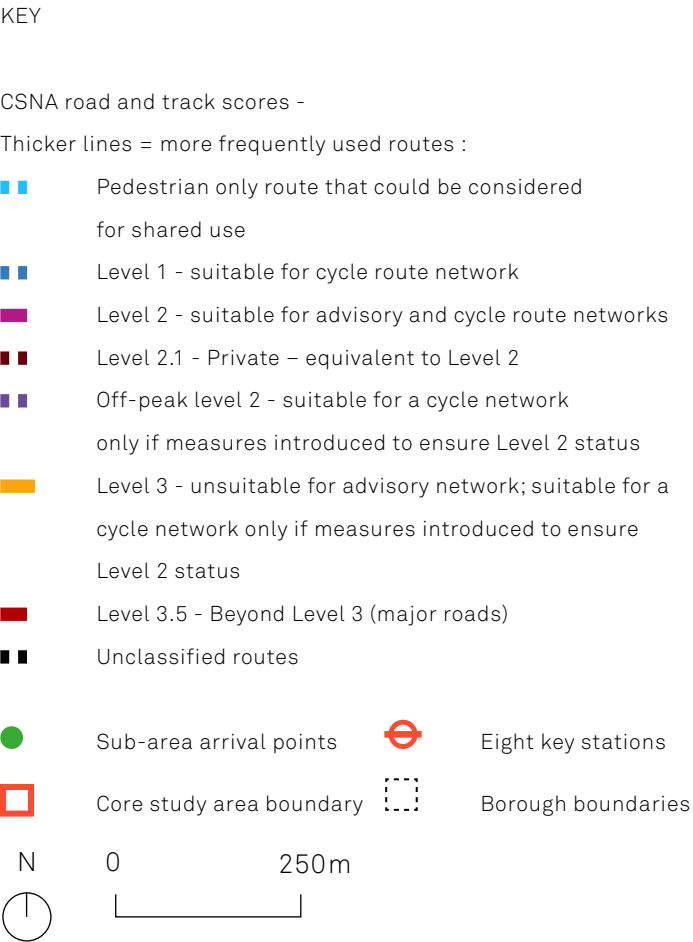 KEY
CSNA road and track scores -
Thicker lines = more frequently used routes :
Pedestrian only route that could be considered
for shared use
Level 1 - suitable for cycle route network
Level 2 - suitable for advisory and cycle route networks
Level 2.1 - Private – equivalent to Level 2
Off-peak level 2 - suitable for a cycle network
only if measures introduced to ensure Level 2 status
Level 3 - unsuitable for advisory network; suitable for a
cycle network only if measures introduced to ensure
Level 2 status
Level 3.5 - Beyond Level 3 (major roads)
Unclassified routes
Sub-area arrival points Eight key stations
Core study area boundary Borough boundaries
N 0 250m